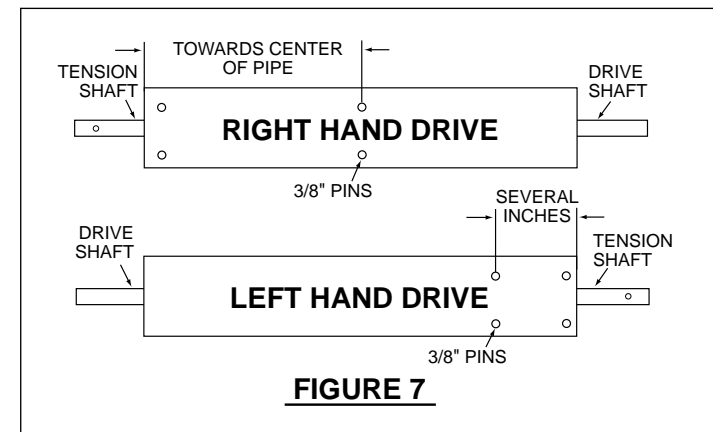 TOWARDS CENTER
OF PIPE
TENSION
SHAFT
DRIVE
SHAFT
RIGHT HAND DRIVE
3/8" PINS
SEVERAL
INCHES
DRIVE
SHAFT
TENSION
SHAFT
LEFT HAND DRIVE
3/8" PINS
FIGURE 7